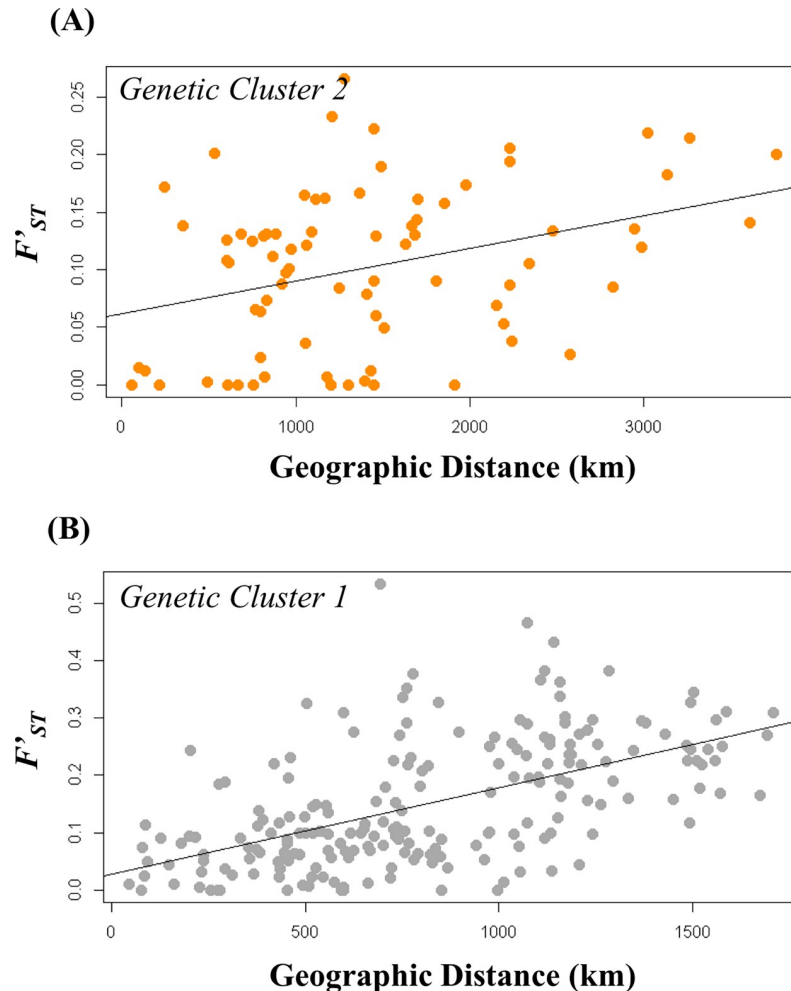 (A)
Genetic Cluster 2
F'ST
0.00 0.05 0.10 0.15 0.20 0.25
0 1000 2000 3000
Geographic Distance (km)
(B)
Genetic Cluster 1
F'ST
0.0 0.1 0.2 0.3 0.4 0.5
0 500 1000 1500
Geographic Distance (km)